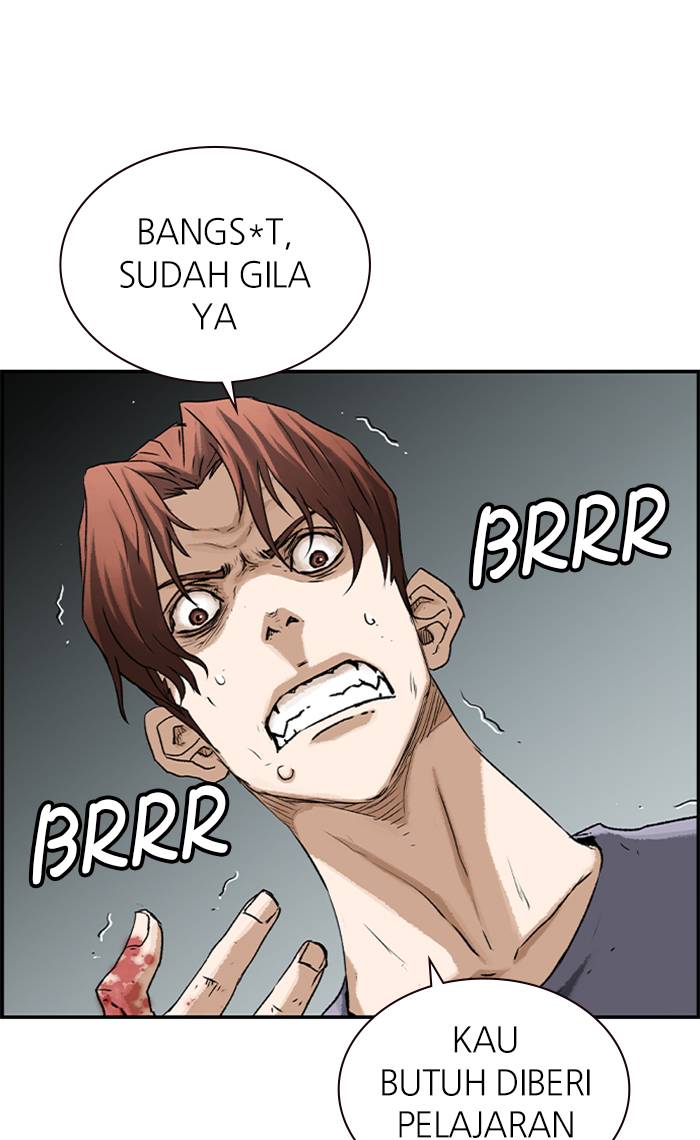 BANGS*T,
SUDAH GILA
YA
BRRR
BRRR
KAU
BUTUH DIBERI
PELAJARAN